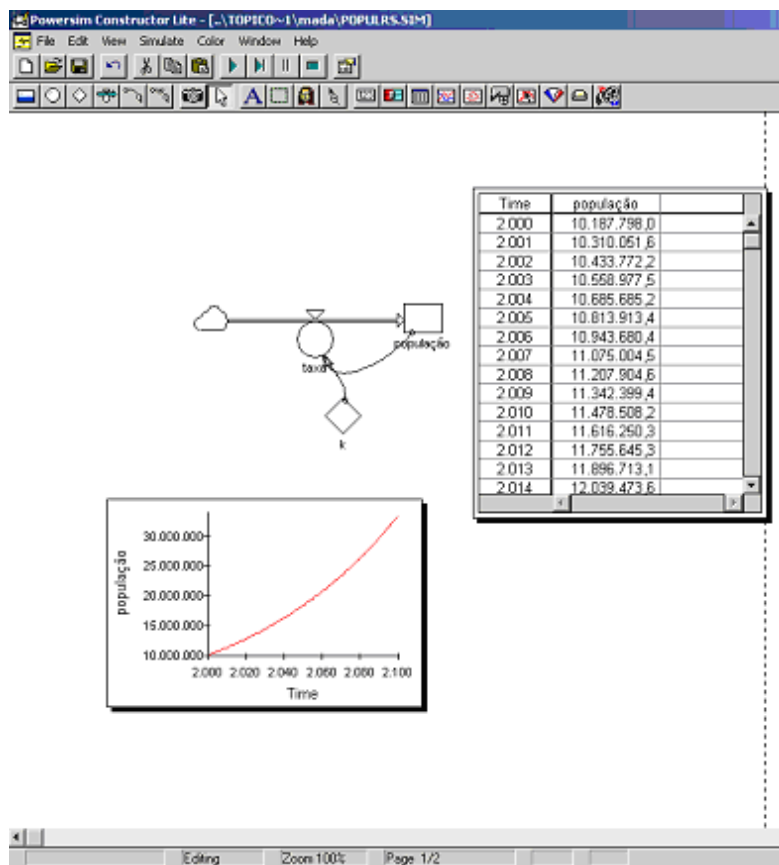 Powersim Constructor Lite - [..\TOPICO~1\mada\POPULRS.SIM]
File Edit View Simulate Color Window Help
Time população
2.000 10.187.798,0
2.001 10.310.051,6
2.002 10.433.772,2
2.003 10.558.977,5
2.004 10.685.685,2
2.005 10.813.913,4
2.006 10.943.680,4
2.007 11.075.004,5
2.008 11.207.904,6
2.009 11.342.399,4
2.010 11.478.508,2
2.011 11.616.250,3
2.012 11.755.645,3
2.013 11.896.713,1
2.014 12.039.473,6
população
taxa
k
30.000.000
25.000.000
20.000.000
15.000.000
10.000.000
população
2.000 2.020 2.040 2.060 2.080 2.100
Time
Editing Zoom 100% Page 1/2